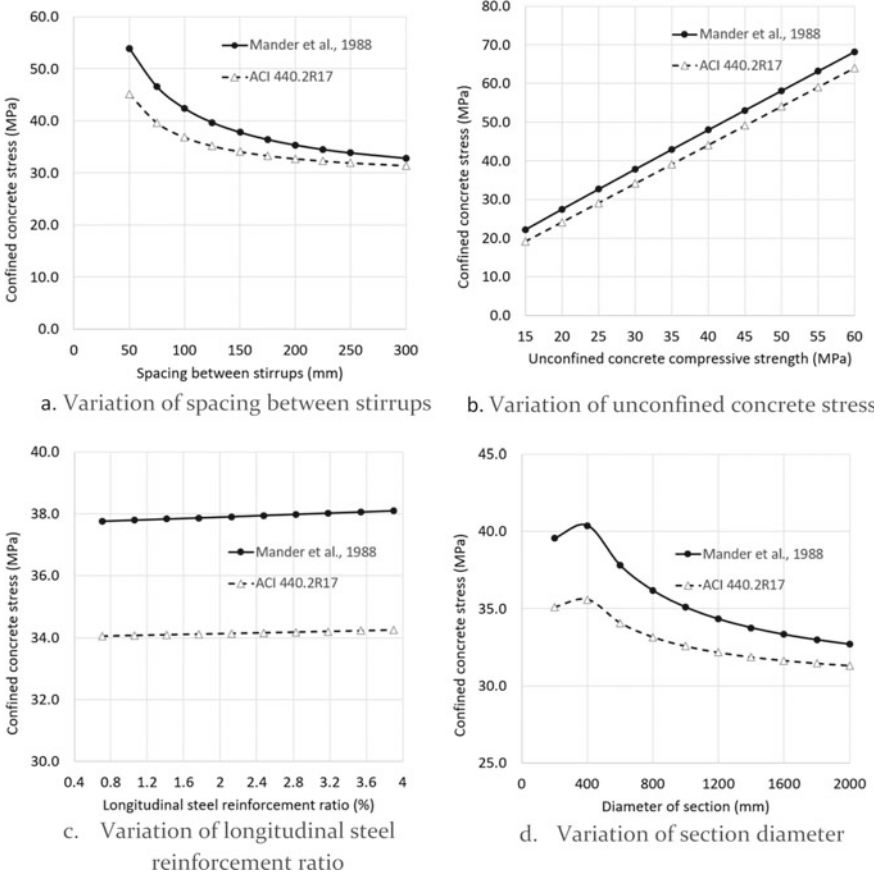 60.0
50.0
40.0
30.0
20.0
10.0
0.0
Confined concrete stress (MPa)
Mander et al., 1988
ACI 440.2R17
0 50 100 150 200 250 300
Spacing between stirrups (mm)
a. Variation of spacing between stirrups
80.0
70.0
60.0
50.0
40.0
30.0
20.0
10.0
0.0
Confined concrete stress (MPa)
Mander et al., 1988
ACI 440.2R17
15 20 25 30 35 40 45 50 55 60
Unconfined concrete compressive strength (MPa)
b. Variation of unconfined concrete stress
40.0
38.0
36.0
34.0
32.0
30.0
Confined concrete stress (MPa)
Mander et al., 1988
ACI 440.2R17
0.4 0.8 1.2 1.6 2 2.4 2.8 3.2 3.6 4
Longitudinal steel reinforcement ratio (%)
c. Variation of longitudinal steel
reinforcement ratio
45.0
40.0
35.0
30.0
25.0
Confined concrete stress (MPa)
Mander et al., 1988
ACI 440.2R17
0 400 800 1200 1600 2000
Diameter of section (mm)
d. Variation of section diameter